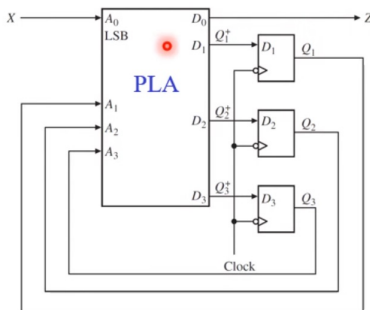 X A₀ D₀ Z
LSB Q₁⁺
D₁ D₁ Q₁
PLA
A₁
Q₂⁺
A₂ D₂ D₂ Q₂
A₃
Q₃⁺
D₃ D₃ Q₃
Clock